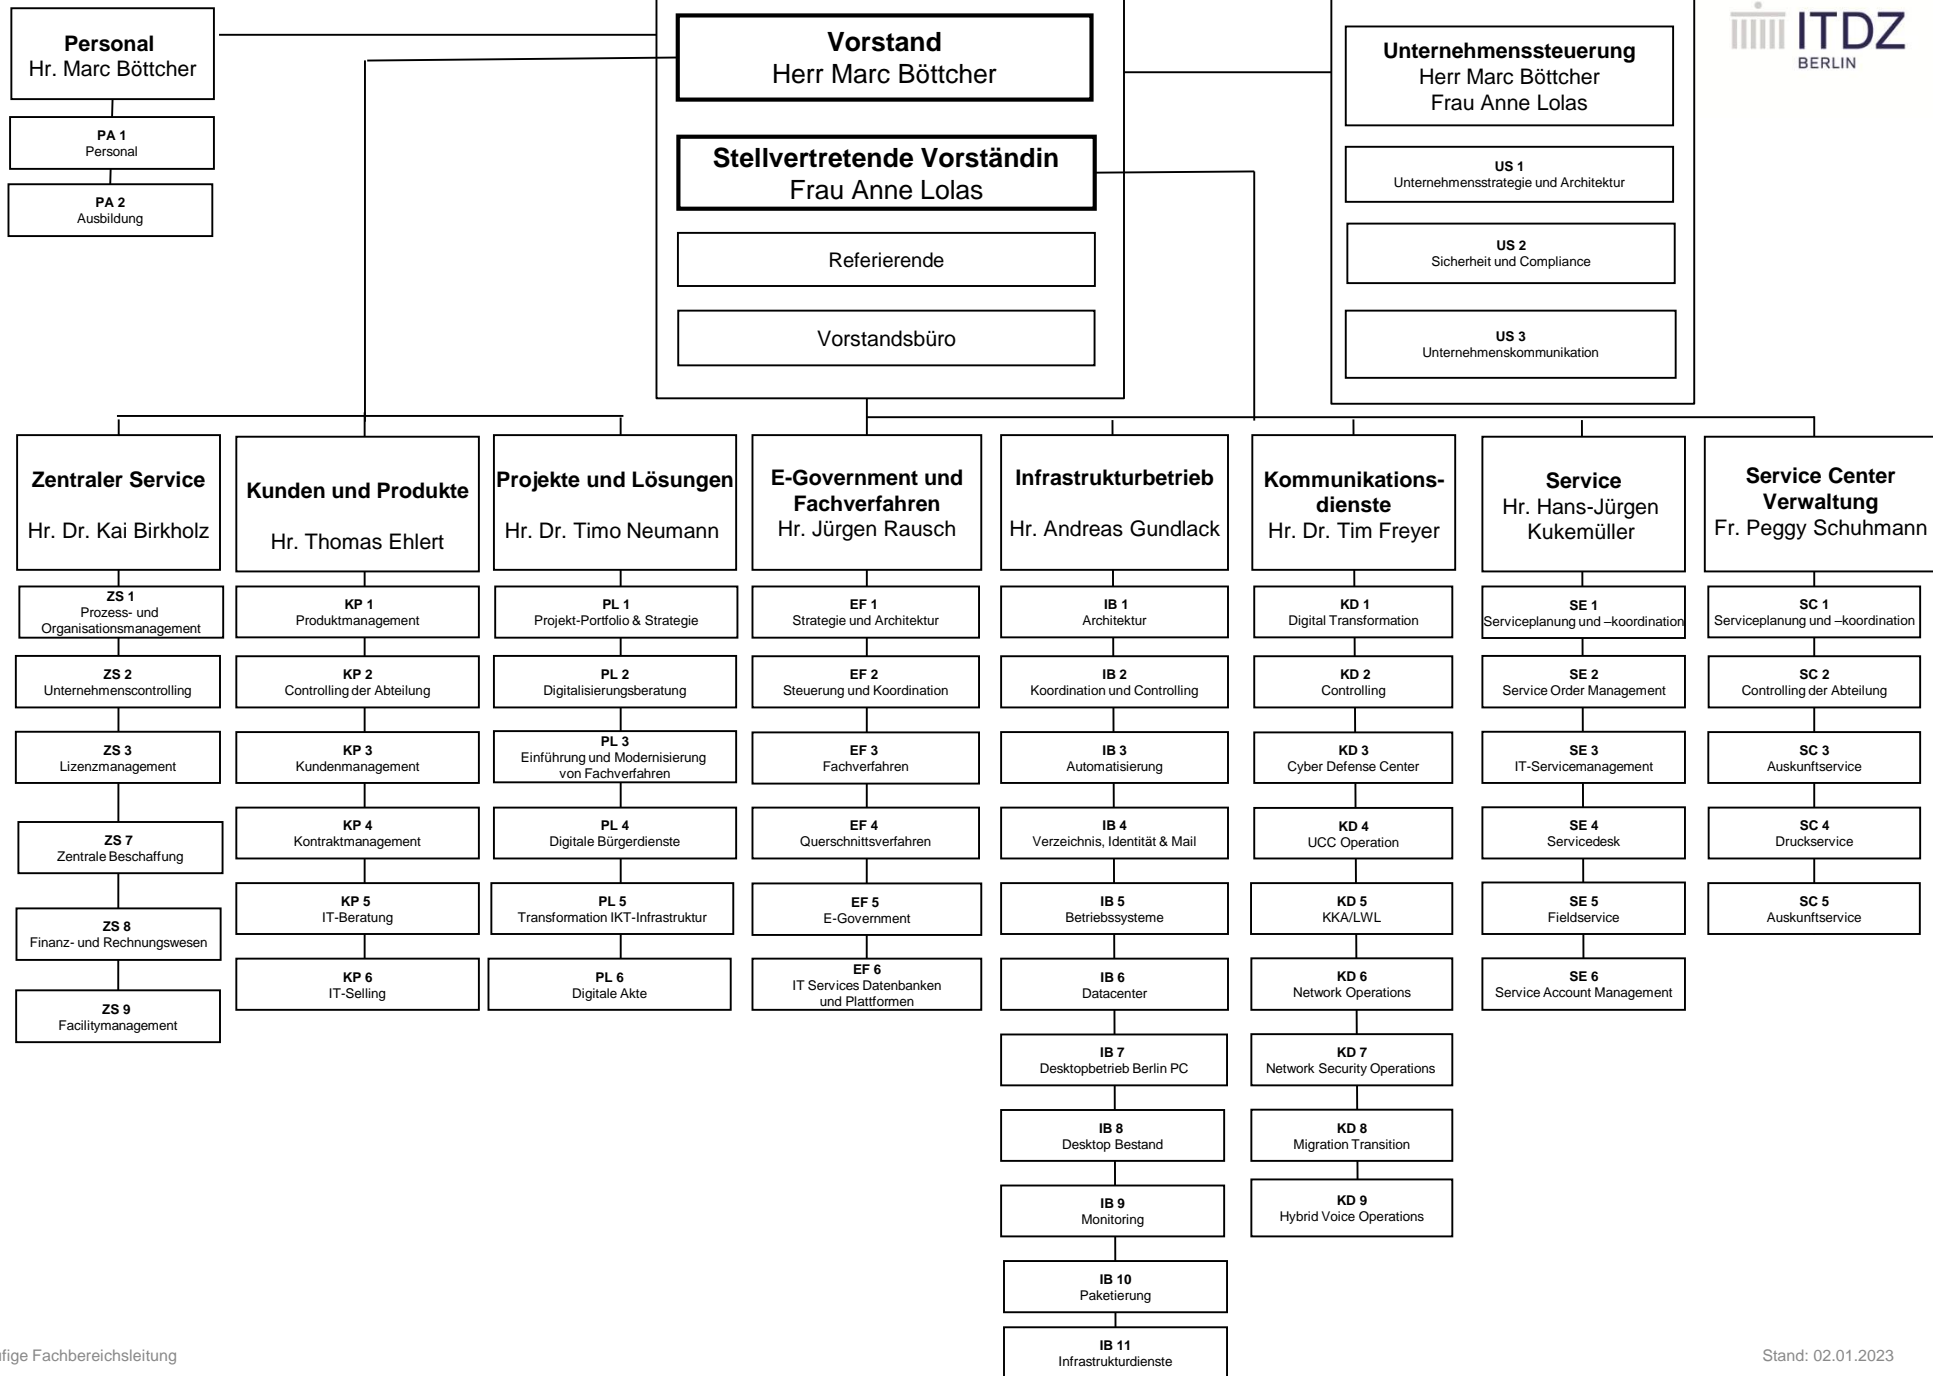 Personal
Hr. Marc Böttcher
PA 1
Personal
PA 2
Ausbildung
Vorstand
Herr Marc Böttcher
Stellvertretende Vorständin
Frau Anne Lolas
Referierende
Vorstandsbüro
Unternehmenssteuerung
Herr Marc Böttcher
Frau Anne Lolas
US 1
Unternehmensstrategie und Architektur
US 2
Sicherheit und Compliance
US 3
Unternehmenskommunikation
ITDZ
BERLIN
Zentraler Service
Hr. Dr. Kai Birkholz
ZS 1
Prozess- und
Organisationsmanagement
ZS 2
Unternehmenscontrolling
ZS 3
Lizenzmanagement
ZS 7
Zentrale Beschaffung
ZS 8
Finanz- und Rechnungswesen
ZS 9
Facilitymanagement
Kunden und Produkte
Hr. Thomas Ehlert
KP 1
Produktmanagement
KP 2
Controlling der Abteilung
KP 3
Kundenmanagement
KP 4
Kontraktmanagement
KP 5
IT-Beratung
KP 6
IT-Selling
Projekte und Lösungen
Hr. Dr. Timo Neumann
PL 1
Projekt-Portfolio & Strategie
PL 2
Digitalisierungsberatung
PL 3
Einführung und Modernisierung
von Fachverfahren
PL 4
Digitale Bürgerdienste
PL 5
Transformation IKT-Infrastruktur
PL 6
Digitale Akte
E-Government und
Fachverfahren
Hr. Jürgen Rausch
EF 1
Strategie und Architektur
EF 2
Steuerung und Koordination
EF 3
Fachverfahren
EF 4
Querschnittsverfahren
EF 5
E-Government
EF 6
IT Services Datenbanken
und Plattformen
Infrastrukturbetrieb
Hr. Andreas Gundlack
IB 1
Architektur
IB 2
Koordination und Controlling
IB 3
Automatisierung
IB 4
Verzeichnis, Identität & Mail
IB 5
Betriebssysteme
IB 6
Datacenter
IB 7
Desktopbetrieb Berlin PC
IB 8
Desktop Bestand
IB 9
Monitoring
IB 10
Paketierung
IB 11
Infrastrukturdienste
Kommunikations-
dienste
Hr. Dr. Tim Freyer
KD 1
Digital Transformation
KD 2
Controlling
KD 3
Cyber Defense Center
KD 4
UCC Operation
KD 5
KKA/LWL
KD 6
Network Operations
KD 7
Network Security Operations
KD 8
Migration Transition
KD 9
Hybrid Voice Operations
Service
Hr. Hans-Jürgen
Kukemüller
SE 1
Serviceplanung und –koordination
SE 2
Service Order Management
SE 3
IT-Servicemanagement
SE 4
Servicedesk
SE 5
Fieldservice
SE 6
Service Account Management
Service Center
Verwaltung
Fr. Peggy Schuhmann
SC 1
Serviceplanung und –koordination
SC 2
Controlling der Abteilung
SC 3
Auskunftservice
SC 4
Druckservice
SC 5
Auskunftservice
Fachbereichsleitung
Stand: 02.01.2023